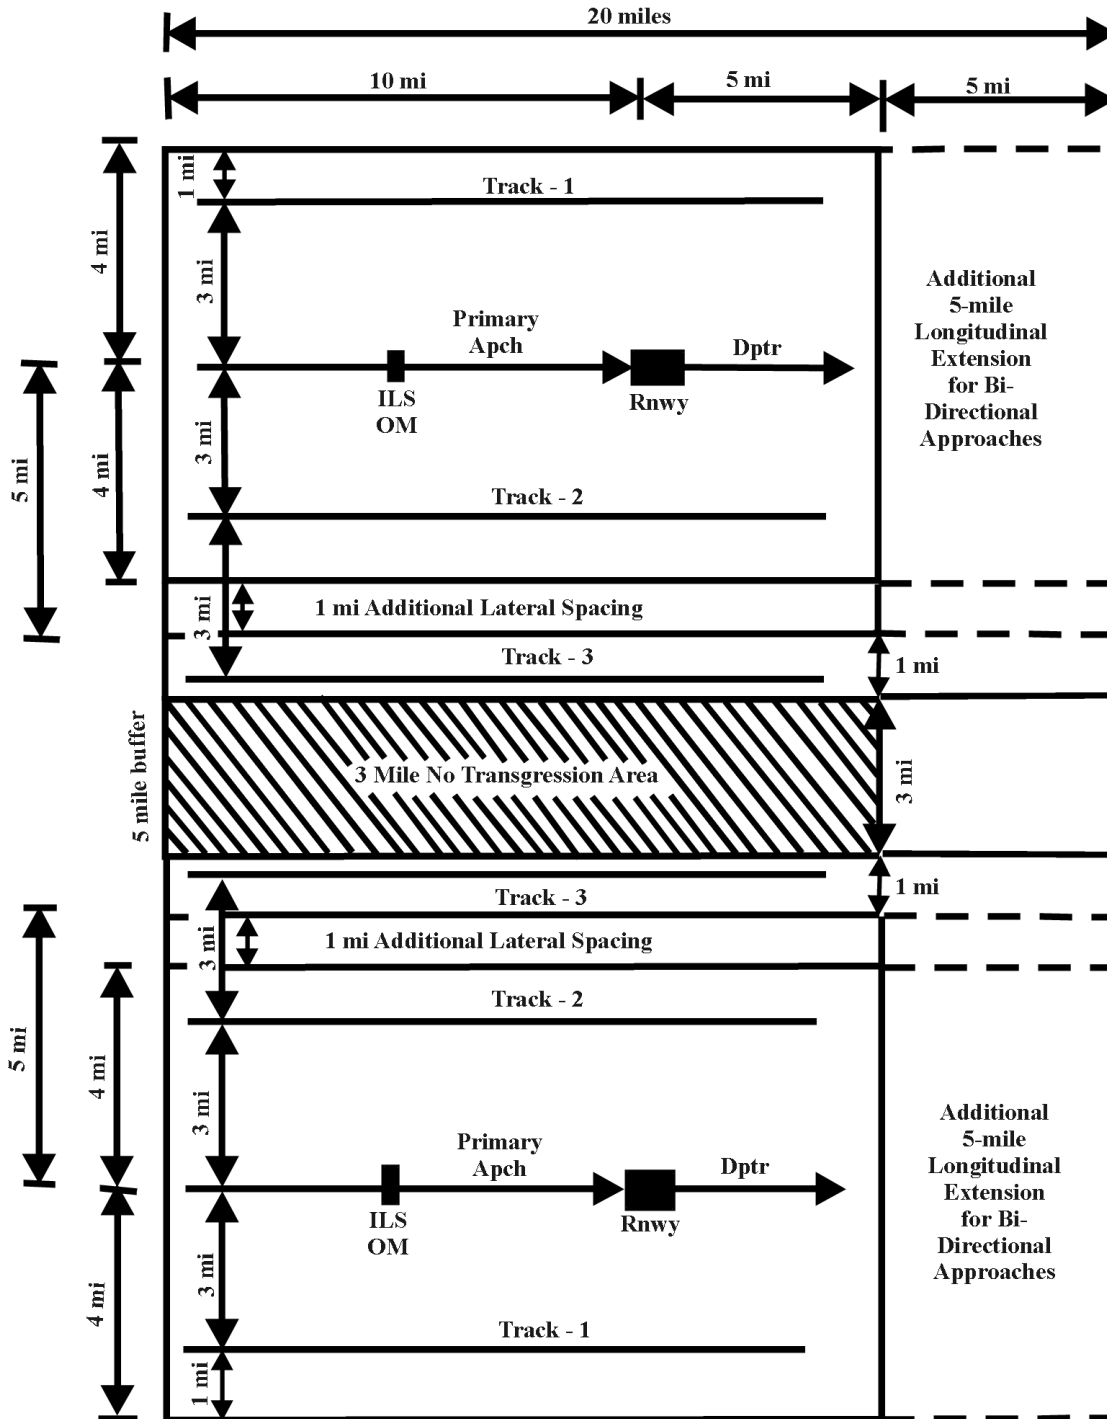 20 miles
10 mi
5 mi
5 mi
1 mi
Track - 1
4 mi
3 mi
Additional
5-mile
Longitudinal
Extension
for Bi-
Directional
Approaches
Primary
Apch
Dptr
ILS
OM
Rnwy
3 mi
4 mi
5 mi
Track - 2
3 mi
1 mi Additional Lateral Spacing
Track - 3
1 mi
5 mile buffer
3 Mile No Transgression Area
3 mi
1 mi
Track - 3
3 mi
1 mi Additional Lateral Spacing
Track - 2
5 mi
4 mi
3 mi
Primary
Apch
Dptr
ILS
OM
Rnwy
Additional
5-mile
Longitudinal
Extension
for Bi-
Directional
Approaches
3 mi
4 mi
Track - 1
1 mi